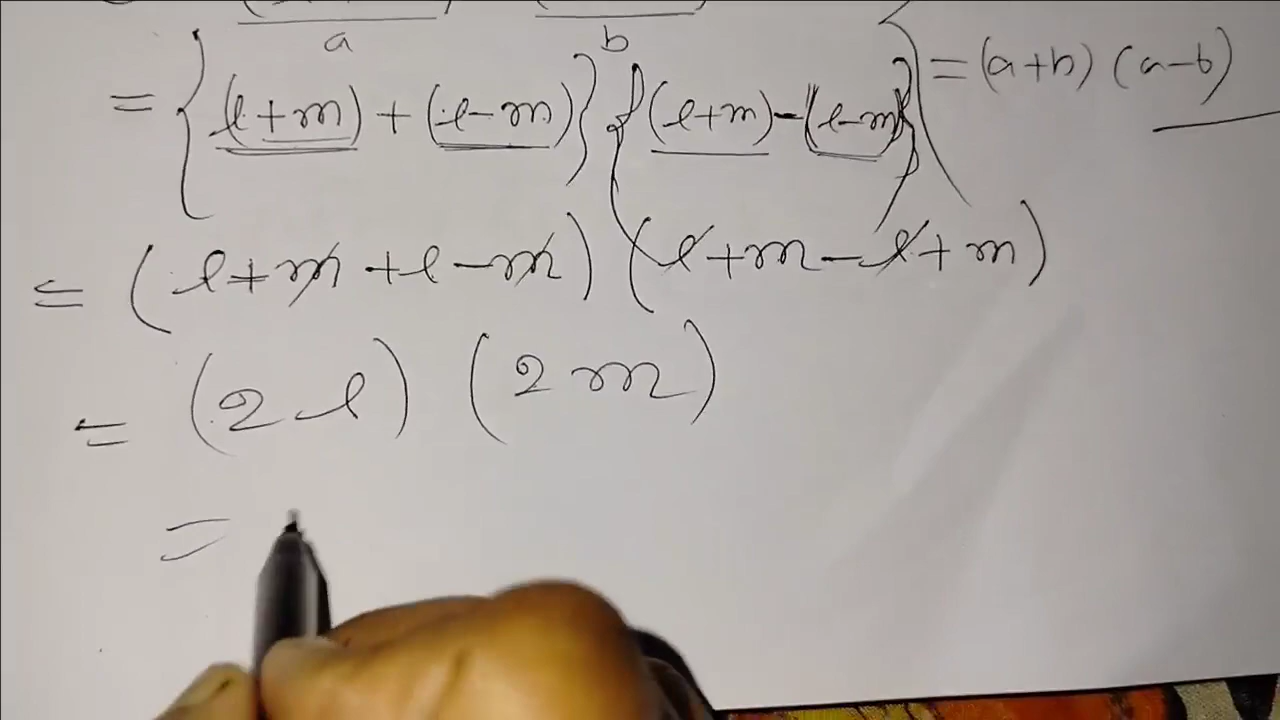 a b
= {(l+m) + (l-m)} {(l+m) - (l-m)} = (a+b) (a-b)
= (l+m+l-m) (l+m-l+m)
= (2l) (2m)
=